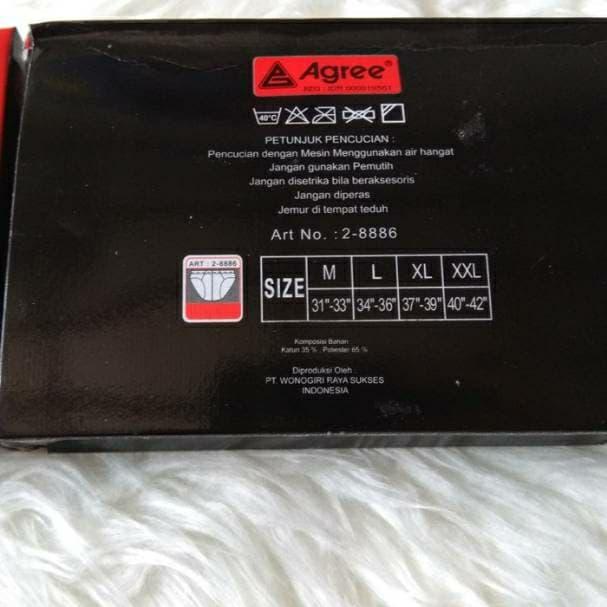 Agree®
REG : IDM 000019501
40°C
PETUNJUK PENCUCIAN :
Pencucian dengan Mesin Menggunakan air hangat
Jangan gunakan Pemutih
Jangan disetrika bila beraksesoris
Jangan diperas
Jemur di tempat teduh
Art No. : 2-8886
ART : 2-8886
SIZE M L XL XXL
31"-33" 34"-36" 37"-39" 40"-42"
Komposisi Bahan
Katun 35 % Poliester 65 %
Diproduksi Oleh :
PT. WONOGIRI RAYA SUKSES
INDONESIA